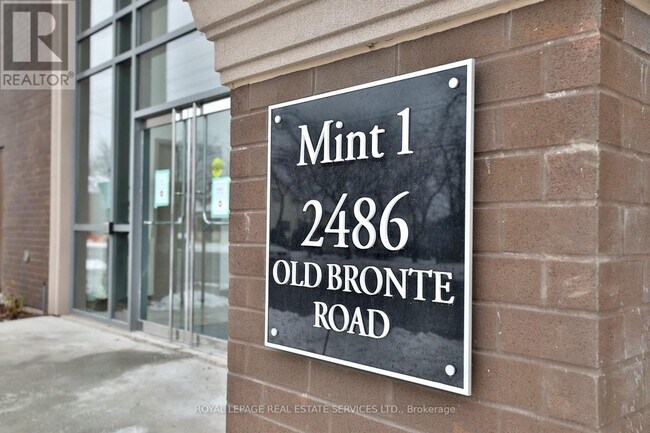 REALTOR
Mint 1
2486
OLD BRONTE
ROAD
ROYAL LEPAGE REAL ESTATE SERVICES LTD., Brokerage